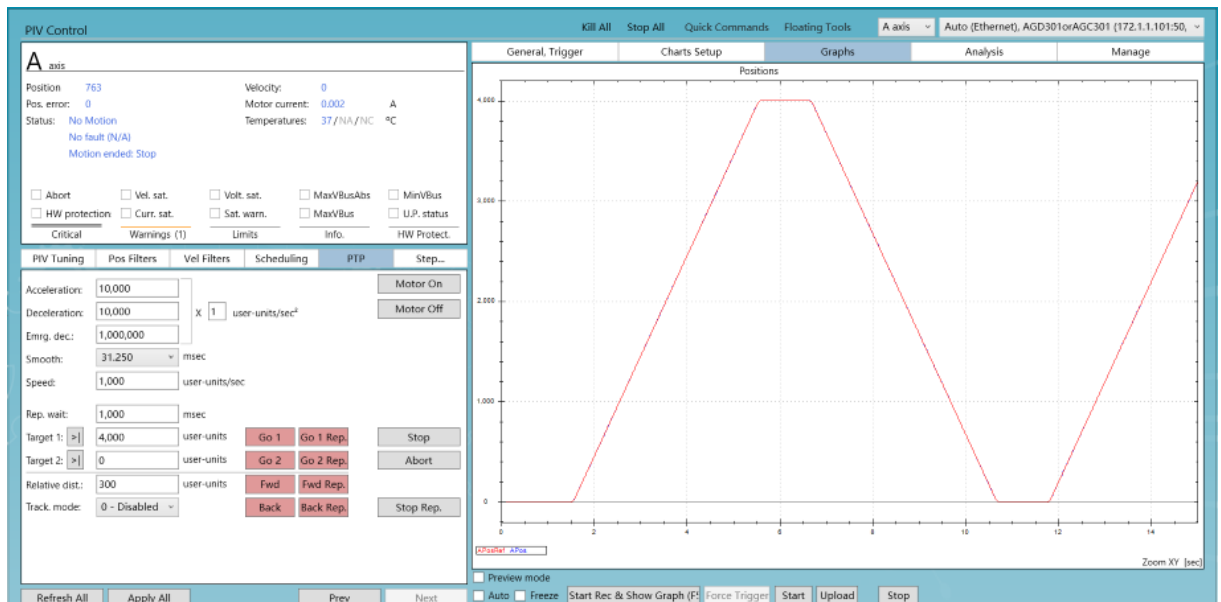 PIV Control
Kill All Stop All Quick Commands Floating Tools A axis Auto (Ethernet), AGD301orAGC301 (172.1.1.101:50,
A axis
Position 763 Velocity: 0
Pos. error: 0 Motor current: 0.002 A
Status: No Motion Temperatures: 37/NA/NC ºC
No fault (N/A)
Motion ended: Stop
Abort Vel. sat. Volt. sat. MaxVBusAbs MinVBus
HW protection Curr. sat. Sat. warn. MaxVBus U.P. status
Critical Warnings (1) Limits Info. HW Protect.
PIV Tuning Pos Filters Vel Filters Scheduling PTP Step...
Acceleration: 10,000 Motor On
Deceleration: 10,000 X 1 user-units/sec² Motor Off
Emrg. dec.: 1,000,000
Smooth: 31.250 msec
Speed: 1,000 user-units/sec
Rep. wait: 1,000 msec
Target 1: >| 4,000 user-units Go 1 Go 1 Rep. Stop
Target 2: >| 0 user-units Go 2 Go 2 Rep. Abort
Relative dist.: 300 user-units Fwd Fwd Rep.
Track. mode: 0 - Disabled Back Back Rep. Stop Rep.
Refresh All Apply All Prev Next
General, Trigger Charts Setup Graphs Analysis Manage
Positions
4,000
3,000
2,000
1,000
0
0 2 4 6 8 10 12 14
APosRef APos
Zoom XY [sec]
Preview mode
Auto Freeze Start Rec & Show Graph (F5 Force Trigger Start Upload Stop